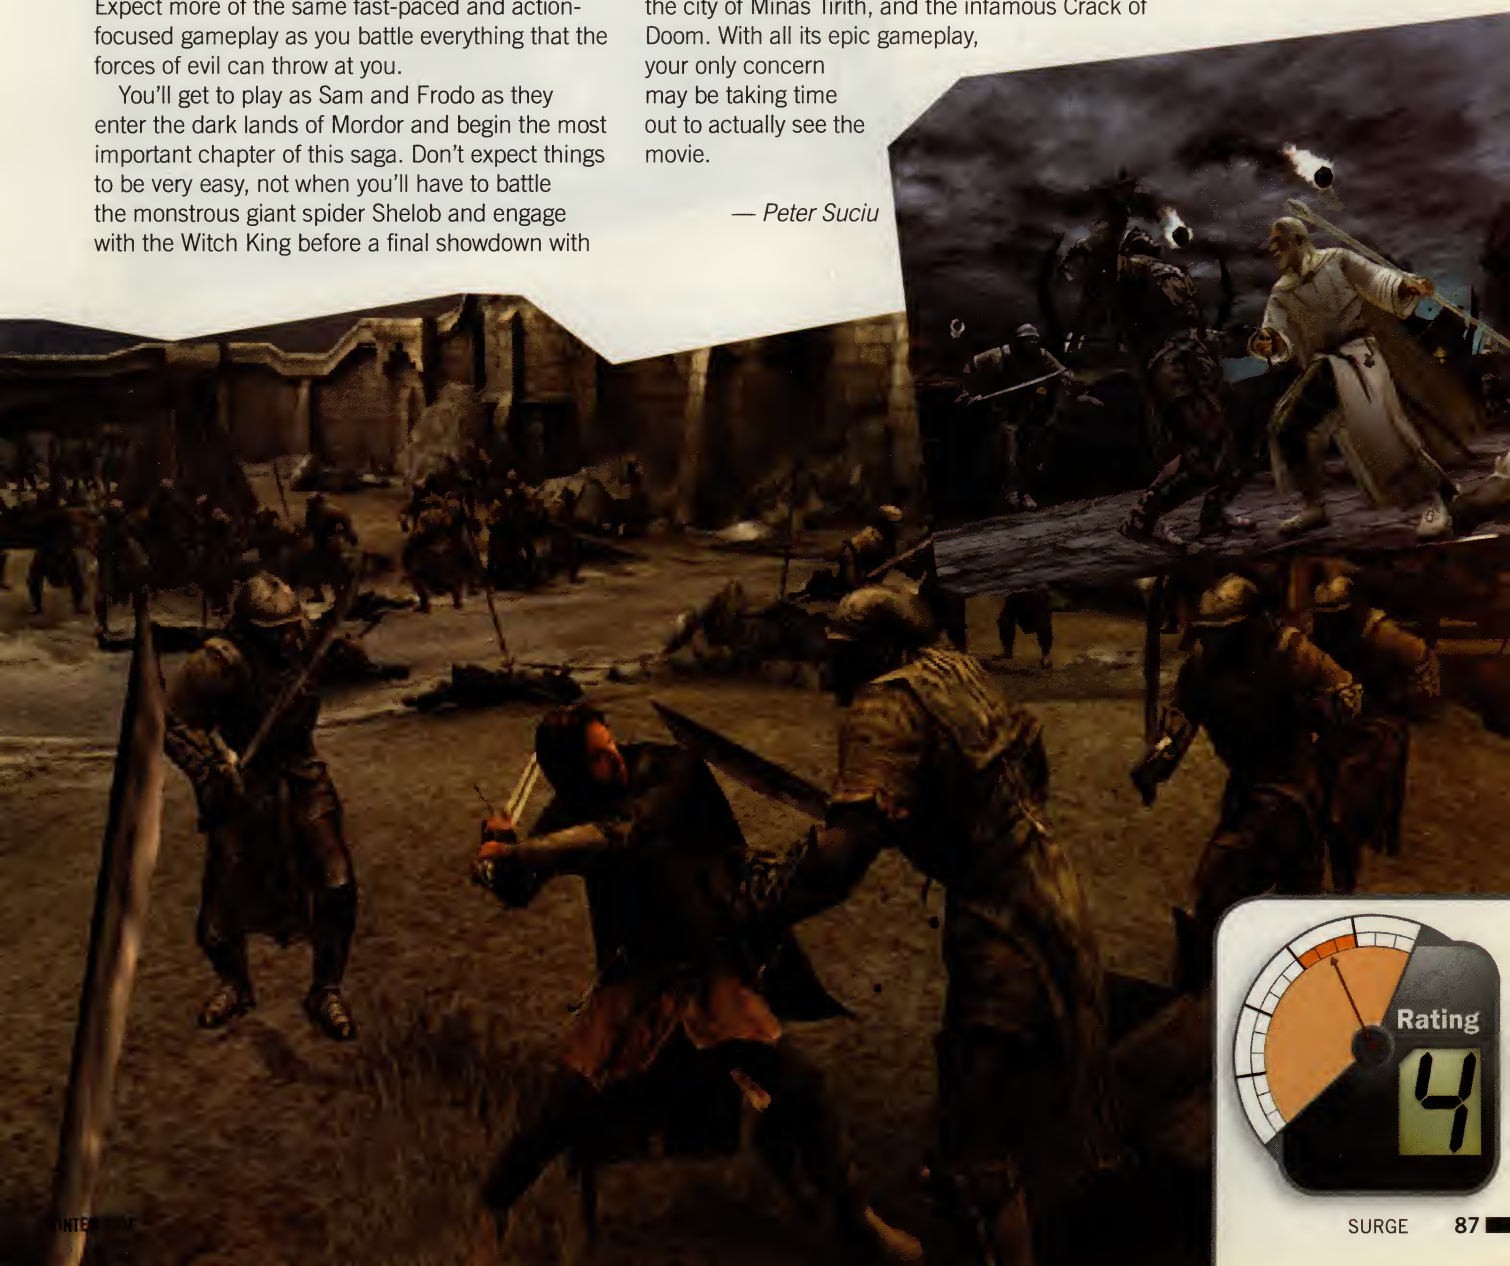 Expect more of the same fast-paced and action-
focused gameplay as you battle everything that the
forces of evil can throw at you.
You'll get to play as Sam and Frodo as they
enter the dark lands of Mordor and begin the most
important chapter of this saga. Don't expect things
to be very easy, not when you'll have to battle
the monstrous giant spider Shelob and engage
with the Witch King before a final showdown with
the city of Minas Tirith, and the infamous Crack of
Doom. With all its epic gameplay,
your only concern
may be taking time
out to actually see the
movie.
— Peter Suciu
Rating
4
SURGE 87